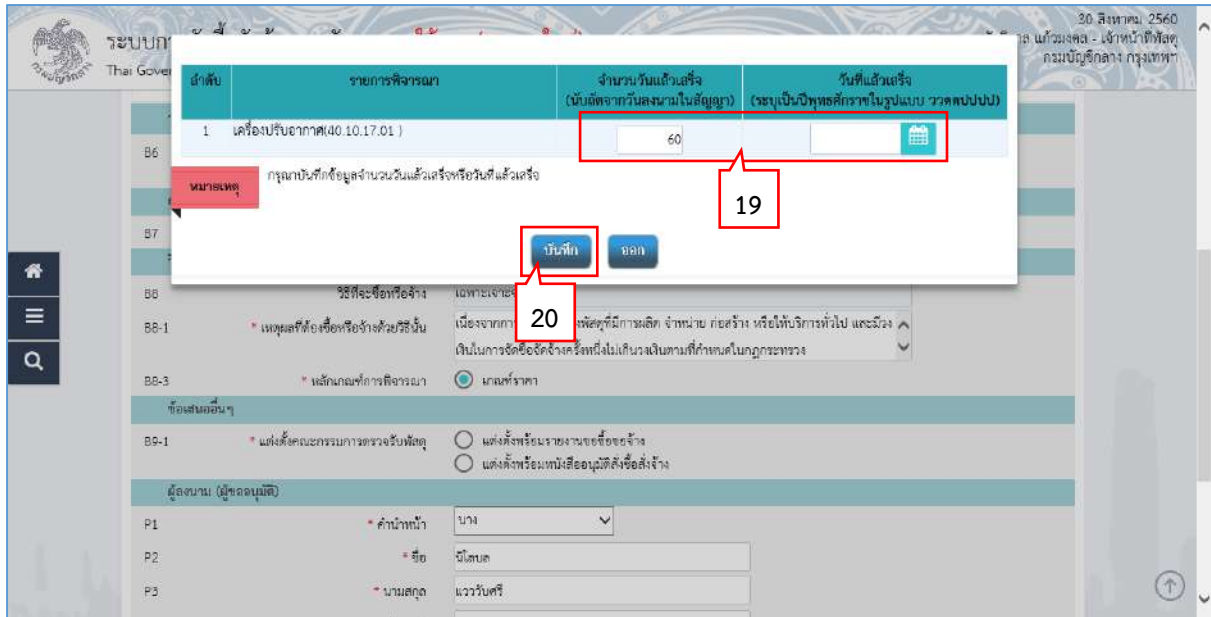 30 สิงหาคม 2560
แก้วมงคล - เจ้าหน้าที่พัสดุ
กรมบัญชีกลาง กรุงเทพฯ
Thai Gover
ลำดับ
รายการพิจารณา
จำนวนวันแล้วเสร็จ
(นับถัดจากวันลงนามในสัญญา)
วันที่แล้วเสร็จ
(ระบุเป็นปีพุทธศักราชในรูปแบบ ววดดปปปป)
1 เครื่องปรับอากาศ(40.10.17.01 )
60
หมายเหตุ
กรุณาบันทึกข้อมูลจำนวนวันแล้วเสร็จหรือวันที่แล้วเสร็จ
19
บันทึก
ออก
20
B6
B7
B8 วิธีที่จะซื้อหรือจ้าง
B8-1 * เหตุผลที่ต้องซื้อหรือจ้างด้วยวิธีนั้น
พัสดุที่มีการผลิต จำหน่าย ก่อสร้าง หรือให้บริการทั่วไป และมีวง
เงินในการจัดซื้อจัดจ้างครั้งหนึ่งไม่เกินวงเงินตามที่กำหนดในกฎกระทรวง
B8-3 * หลักเกณฑ์การพิจารณา เกณฑ์ราคา
ข้อเสนออื่นๆ
B9-1 * แต่งตั้งคณะกรรมการตรวจรับพัสดุ แต่งตั้งพร้อมรายงานขอซื้อขอจ้าง
แต่งตั้งพร้อมหนังสืออนุมัติสั่งซื้อสั่งจ้าง
ผู้ลงนาม (ผู้ขออนุมัติ)
P1 * คำนำหน้า นาง
P2 * ชื่อ นิโลบล
P3 * นามสกุล แวววับศรี